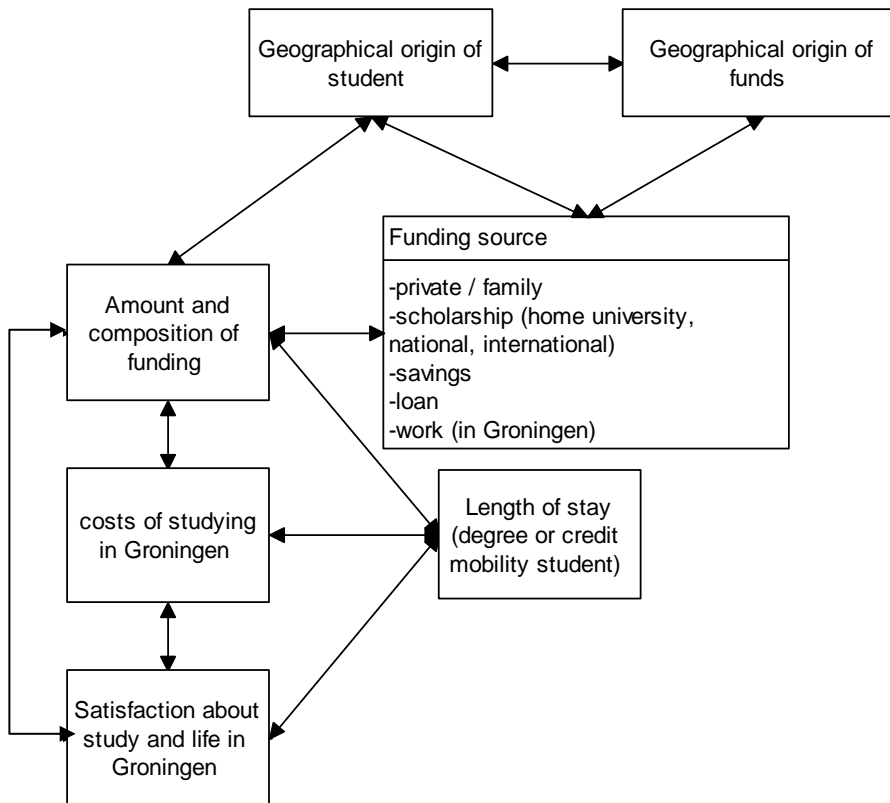 Geographical origin of
student
Geographical origin of
funds
Funding source
-private / family
-scholarship (home university,
national, international)
-savings
-loan
-work (in Groningen)
Amount and
composition of
funding
costs of studying
in Groningen
Length of stay
(degree or credit
mobility student)
Satisfaction about
study and life in
Groningen